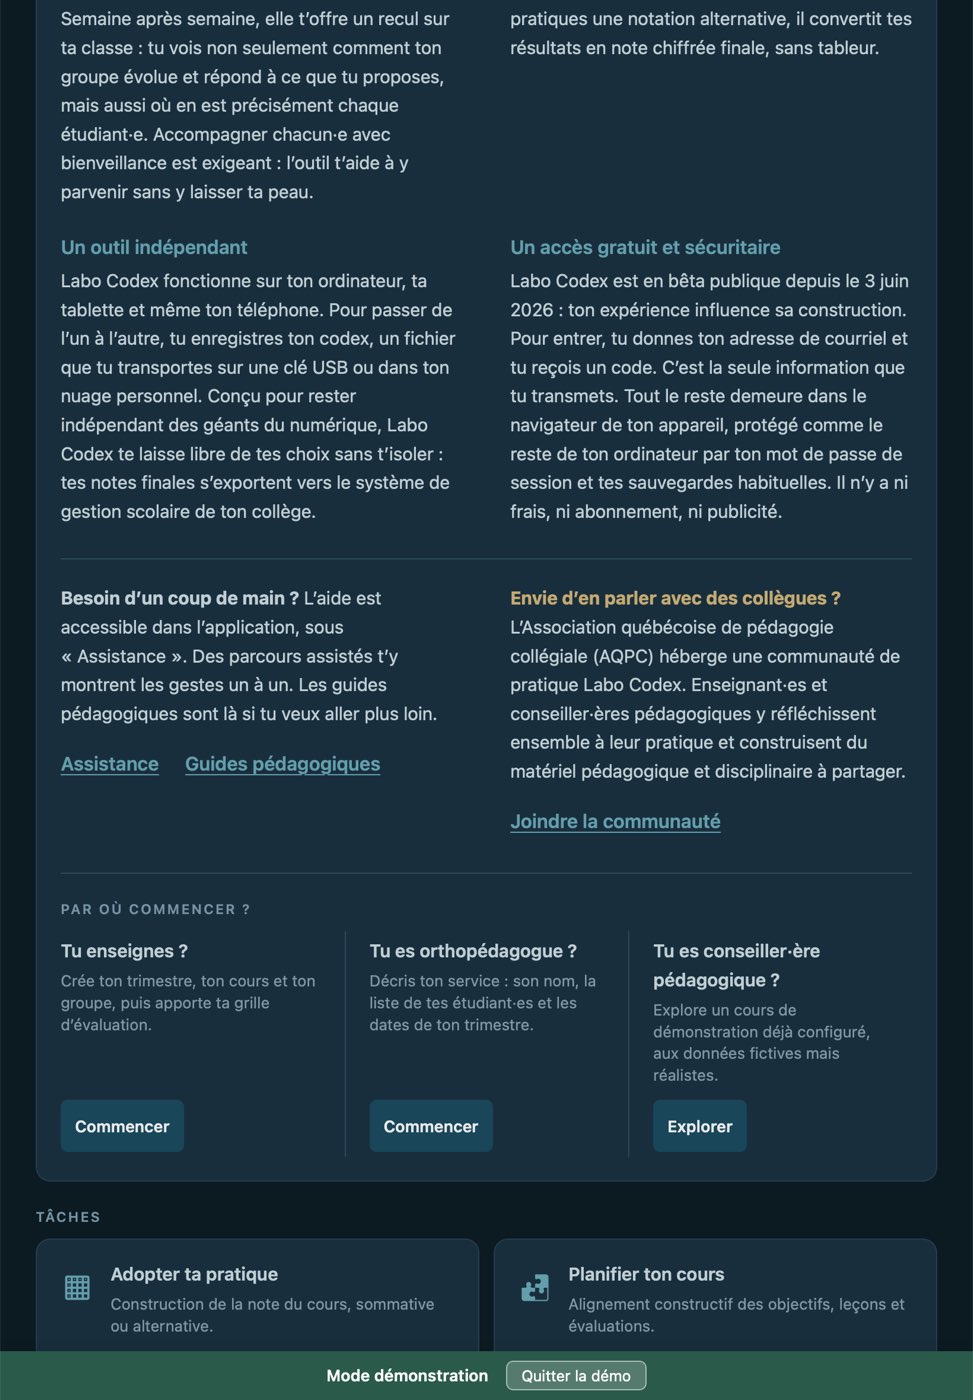 Semaine après semaine, elle t’offre un recul sur
ta classe : tu vois non seulement comment ton
groupe évolue et répond à ce que tu proposes,
mais aussi où en est précisément chaque
étudiant·e. Accompagner chacun·e avec
bienveillance est exigeant : l’outil t’aide à y
parvenir sans y laisser ta peau.
pratiques une notation alternative, il convertit tes
résultats en note chiffrée finale, sans tableur.
Un outil indépendant
Labo Codex fonctionne sur ton ordinateur, ta
tablette et même ton téléphone. Pour passer de
l’un à l’autre, tu enregistres ton codex, un fichier
que tu transportes sur une clé USB ou dans ton
nuage personnel. Conçu pour rester
indépendant des géants du numérique, Labo
Codex te laisse libre de tes choix sans t’isoler :
tes notes finales s’exportent vers le système de
gestion scolaire de ton collège.
Un accès gratuit et sécuritaire
Labo Codex est en bêta publique depuis le 3 juin
2026 : ton expérience influence sa construction.
Pour entrer, tu donnes ton adresse de courriel et
tu reçois un code. C’est la seule information que
tu transmets. Tout le reste demeure dans le
navigateur de ton appareil, protégé comme le
reste de ton ordinateur par ton mot de passe de
session et tes sauvegardes habituelles. Il n’y a ni
frais, ni abonnement, ni publicité.
Besoin d’un coup de main ? L’aide est
accessible dans l’application, sous
« Assistance ». Des parcours assistés t’y
montrent les gestes un à un. Les guides
pédagogiques sont là si tu veux aller plus loin.
Assistance Guides pédagogiques
Envie d’en parler avec des collègues ?
L’Association québécoise de pédagogie
collégiale (AQPC) héberge une communauté de
pratique Labo Codex. Enseignant·es et
conseiller·ères pédagogiques y réfléchissent
ensemble à leur pratique et construisent du
matériel pédagogique et disciplinaire à partager.
Joindre la communauté
PAR OÙ COMMENCER ?
Tu enseignes ?
Crée ton trimestre, ton cours et ton
groupe, puis apporte ta grille
d’évaluation.
Commencer
Tu es orthopédagogue ?
Décris ton service : son nom, la
liste de tes étudiant·es et les
dates de ton trimestre.
Commencer
Tu es conseiller·ère
pédagogique ?
Explore un cours de
démonstration déjà configuré,
aux données fictives mais
réalistes.
Explorer
TÂCHES
Adopter ta pratique
Construction de la note du cours, sommative
ou alternative.
Planifier ton cours
Alignement constructif des objectifs, leçons et
évaluations.
Mode démonstration Quitter la démo